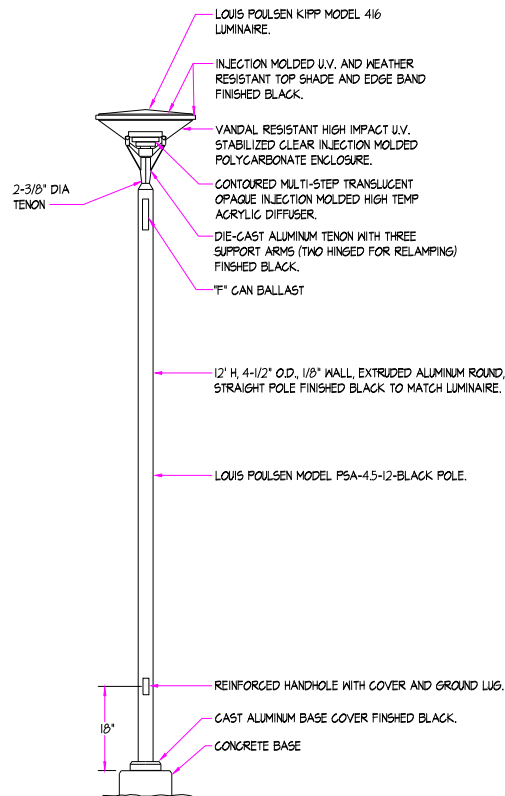 LOUIS POULSEN KIPP MODEL 416
LUMINAIRE.
INJECTION MOLDED U.V. AND WEATHER
RESISTANT TOP SHADE AND EDGE BAND
FINISHED BLACK.
VANDAL RESISTANT HIGH IMPACT U.V.
STABILIZED CLEAR INJECTION MOLDED
POLYCARBONATE ENCLOSURE.
2-3/8" DIA
TENON
CONTOURED MULTI-STEP TRANSLUCENT
OPAQUE INJECTION MOLDED HIGH TEMP
ACRYLIC DIFFUSER.
DIE-CAST ALUMINUM TENON WITH THREE
SUPPORT ARMS (TWO HINGED FOR RELAMPING)
FINSHED BLACK.
"F" CAN BALLAST
12' H, 4-1/2" O.D., 1/8" WALL, EXTRUDED ALUMINUM ROUND,
STRAIGHT POLE FINISHED BLACK TO MATCH LUMINAIRE.
LOUIS POULSEN MODEL PSA-4.5-12-BLACK POLE.
REINFORCED HANDHOLE WITH COVER AND GROUND LUG.
18"
CAST ALUMINUM BASE COVER FINSHED BLACK.
CONCRETE BASE